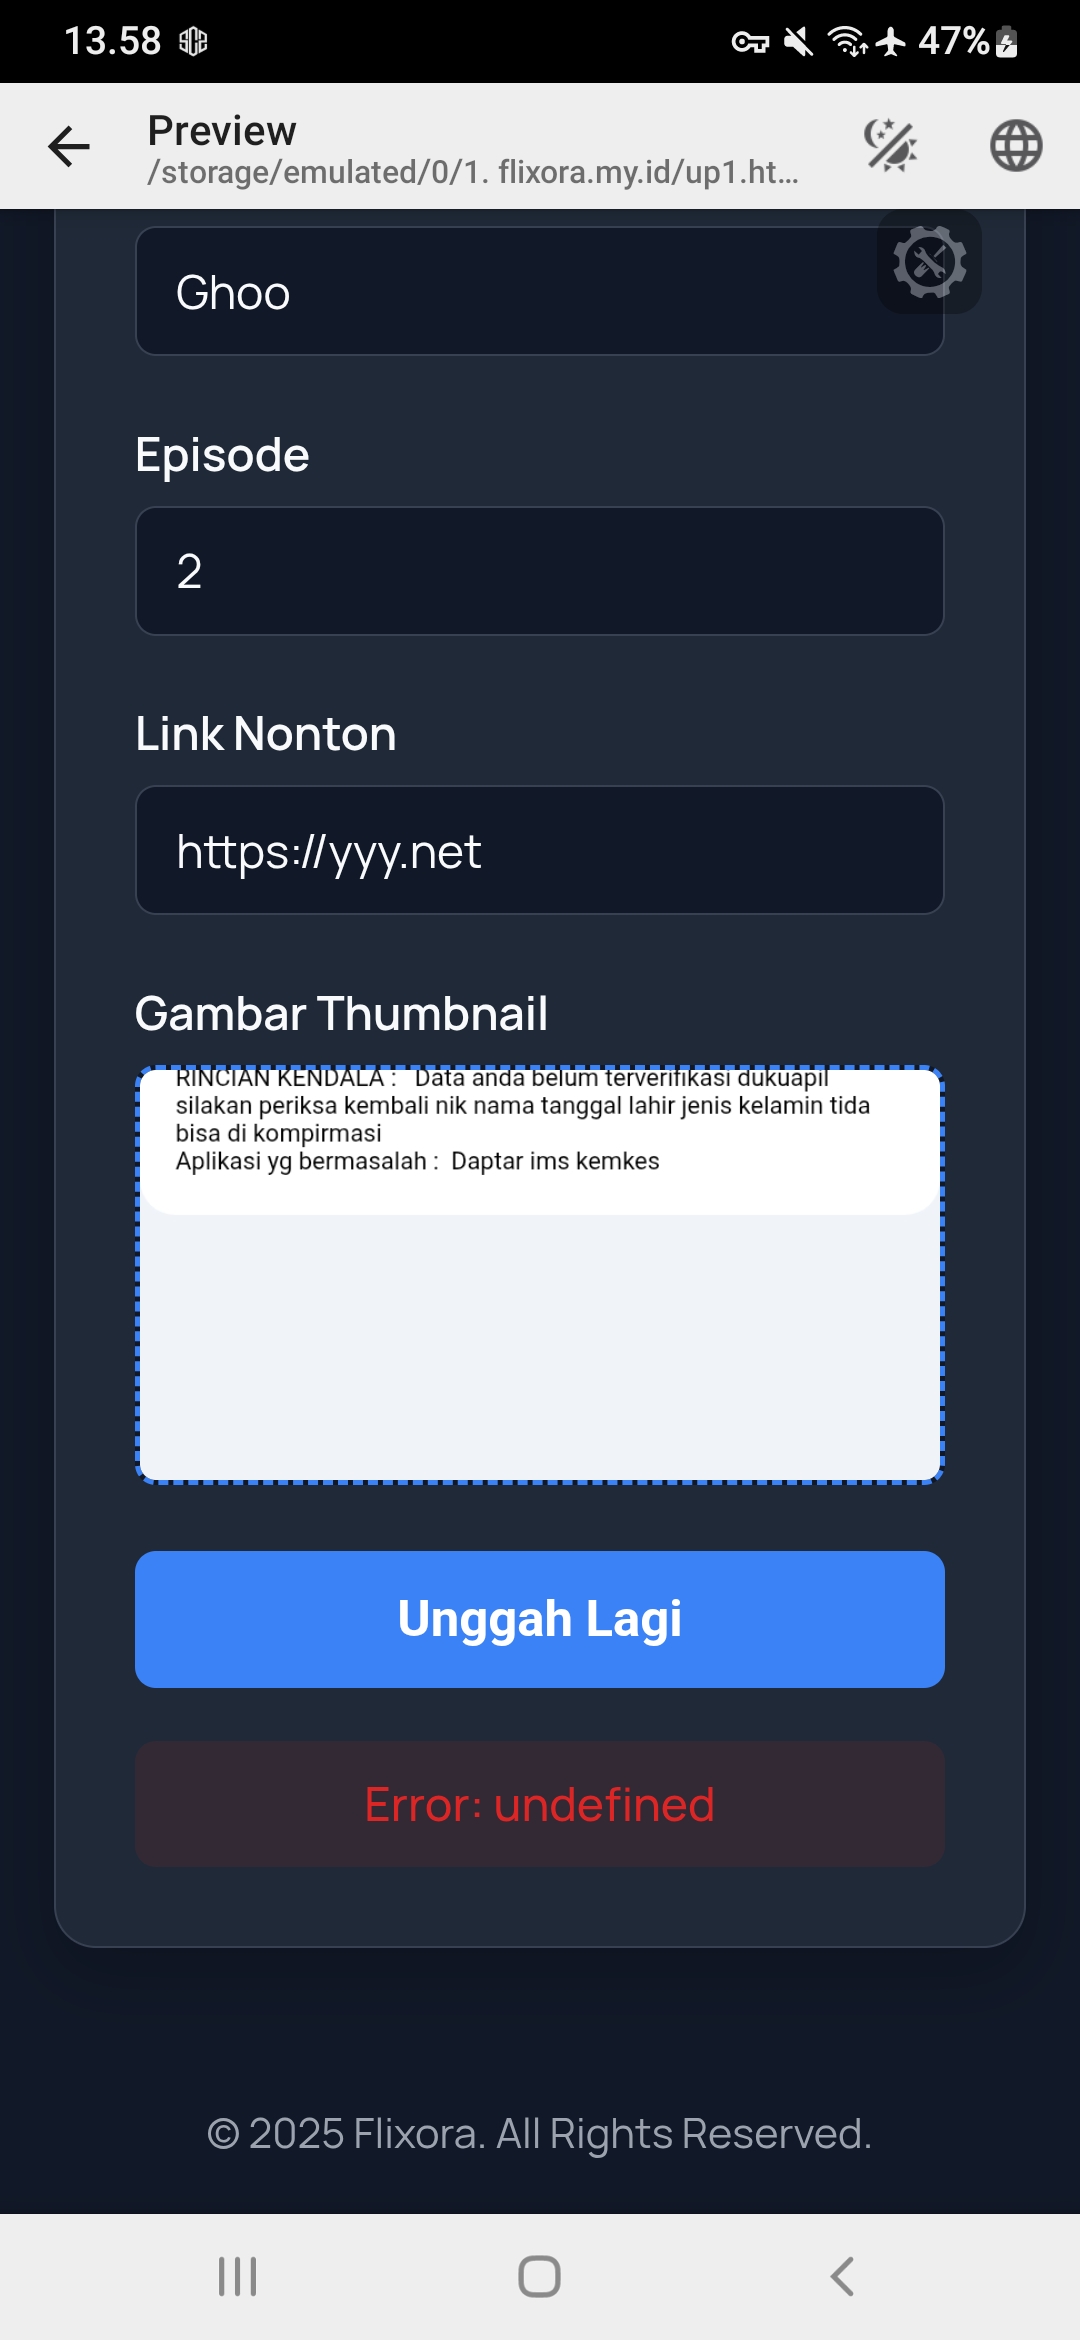 13.58
47%
Preview
/storage/emulated/0/1. flixora.my.id/up1.ht...
Ghoo
Episode
2
Link Nonton
https://yyy.net
Gambar Thumbnail
RINCIAN KENDALA :   Data anda belum terverifikasi dukuapil
silakan periksa kembali nik nama tanggal lahir jenis kelamin tida
bisa di kompirmasi
Aplikasi yg bermasalah :  Daptar ims kemkes
Unggah Lagi
Error: undefined
© 2025 Flixora. All Rights Reserved.